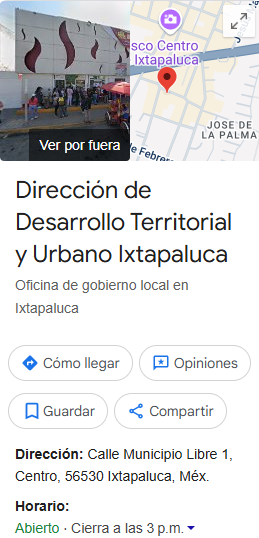 sco Centro
Ixtapaluca
JOSE DE
LA PALMA
de Febrer
Ver por fuera
Dirección de
Desarrollo Territorial
y Urbano Ixtapaluca
Oficina de gobierno local en
Ixtapaluca
Cómo llegar
Opiniones
Guardar
Compartir
Dirección: Calle Municipio Libre 1,
Centro, 56530 Ixtapaluca, Méx.
Horario:
Abierto · Cierra a las 3 p.m.